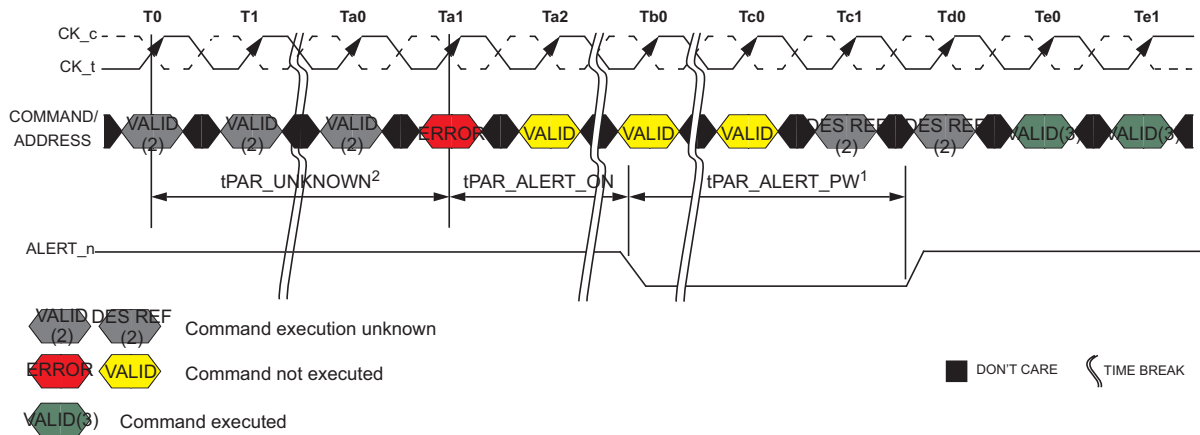 T0 T1 Ta0 Ta1 Ta2 Tb0 Tc0 Tc1 Td0 Te0 Te1
CK_c
CK_t
COMMAND/
ADDRESS
VALID (2) VALID (2) VALID (2) ERROR VALID VALID VALID DES REF (2) DES REF (2) VALID(3) VALID(3)
tPAR_UNKNOWN² tPAR_ALERT_ON tPAR_ALERT_PW¹
ALERT_n
VALID (2) DES REF (2) Command execution unknown
ERROR VALID Command not executed
DON'T CARE TIME BREAK
VALID(3) Command executed